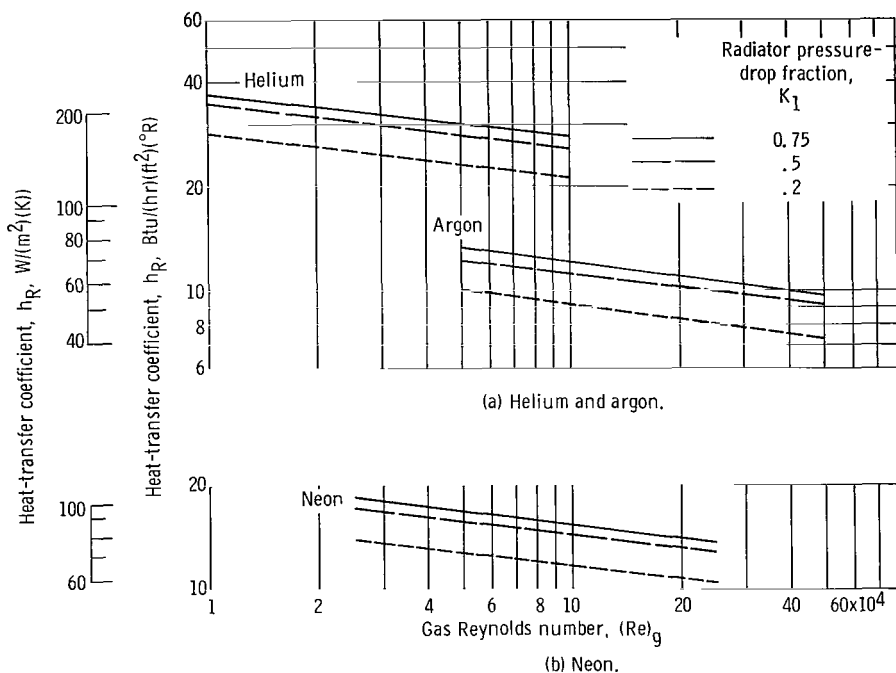 Heat-transfer coefficient, hR, W/(m²)(K)
200
100
80
60
40
100
60
Heat-transfer coefficient, hR, Btu/(hr)(ft²)(°R)
60
40
20
10
8
6
Helium
Argon
Radiator pressure-
drop fraction,
K1
0.75
.5
.2
(a) Helium and argon.
20
10
Neon
1 2 4 6 8 10 20 40 60x10⁴
Gas Reynolds number, (Re)g
(b) Neon.